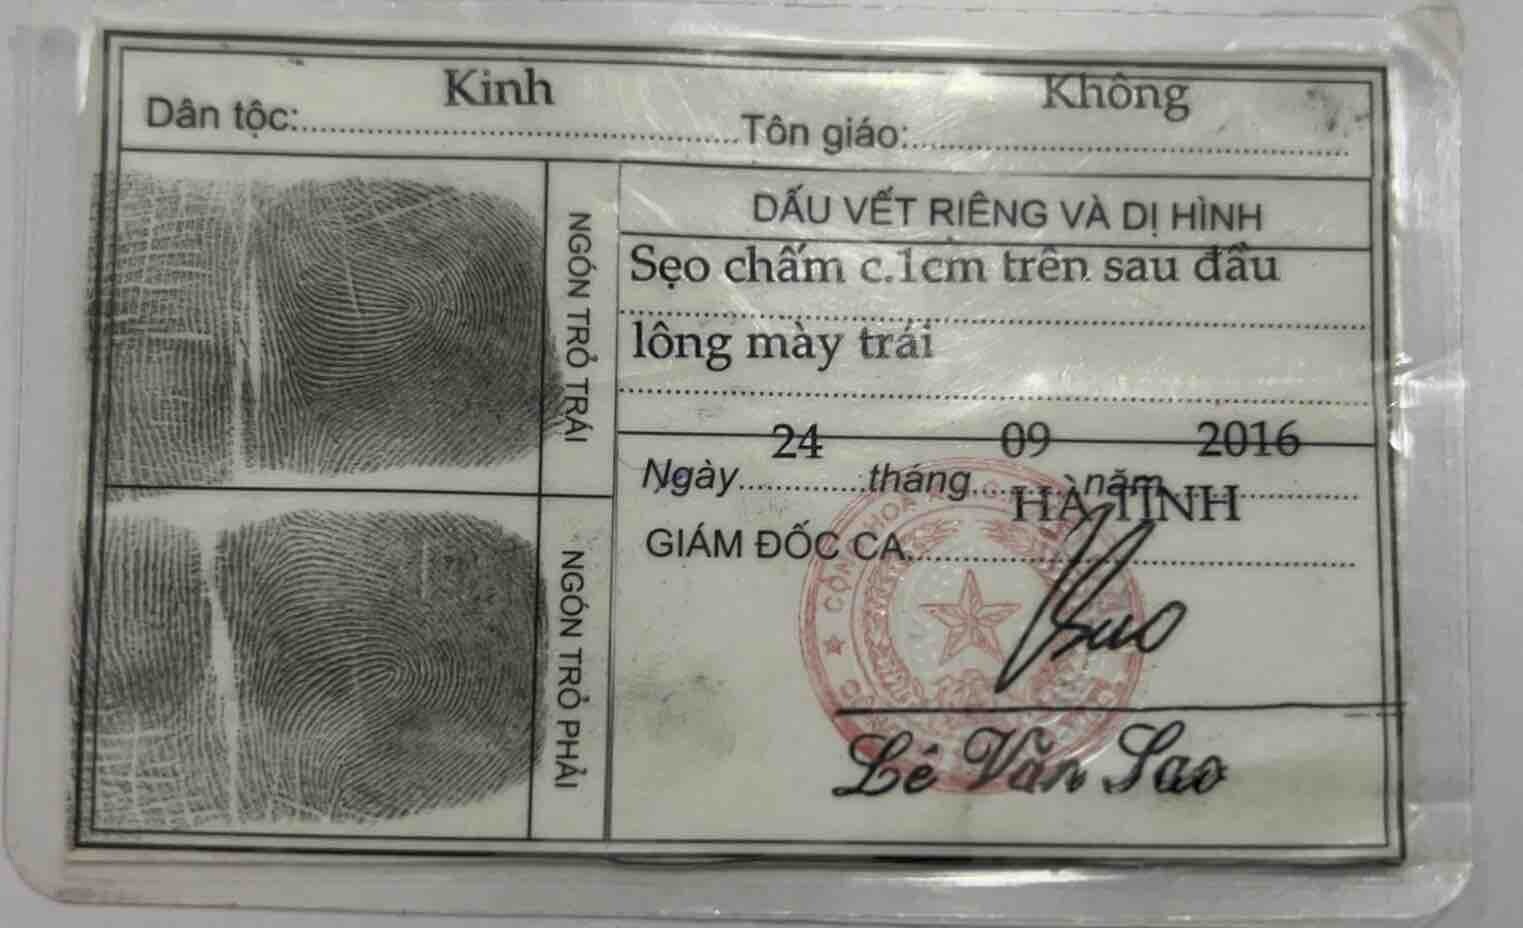 Dân tộc: Kinh Tôn giáo: Không
NGÓN TRỎ TRÁI
NGÓN TRỎ PHẢI
DẤU VẾT RIÊNG VÀ DỊ HÌNH
Sẹo chấm c.1cm trên sau đầu
lông mày trái
Ngày 24 tháng 09 năm 2016
GIÁM ĐỐC CA HÀ TĨNH
Lê Văn Sao